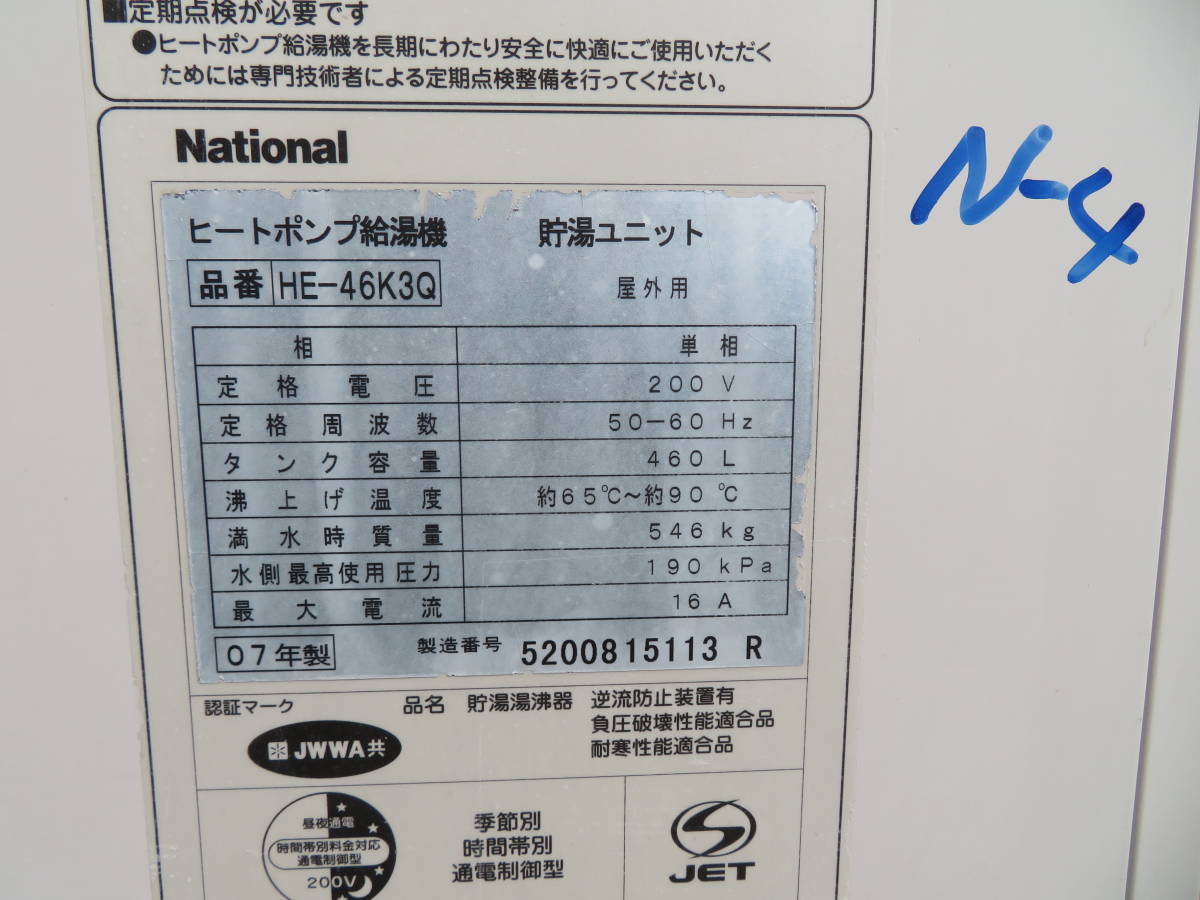 ■定期点検が必要です
●ヒートポンプ給湯機を長期にわたり安全に快適にご使用いただく
ためには専門技術者による定期点検整備を行ってください。
National
N-4
ヒートポンプ給湯機 貯湯ユニット
品番 HE-46K3Q 屋外用
相 単相
定格電圧 200 V
定格周波数 50-60 Hz
タンク容量 460 L
沸上げ温度 約65℃~約90℃
満水時質量 546 kg
水側最高使用圧力 190 kPa
最大電流 16 A
07年製 製造番号 5200815113 R
認証マーク 品名 貯湯湯沸器 逆流防止装置有
負圧破壊性能適合品
耐寒性能適合品
JWWA共
昼夜通電
時間帯別料金対応
通電制御型
200V
季節別
時間帯別
通電制御型
JET